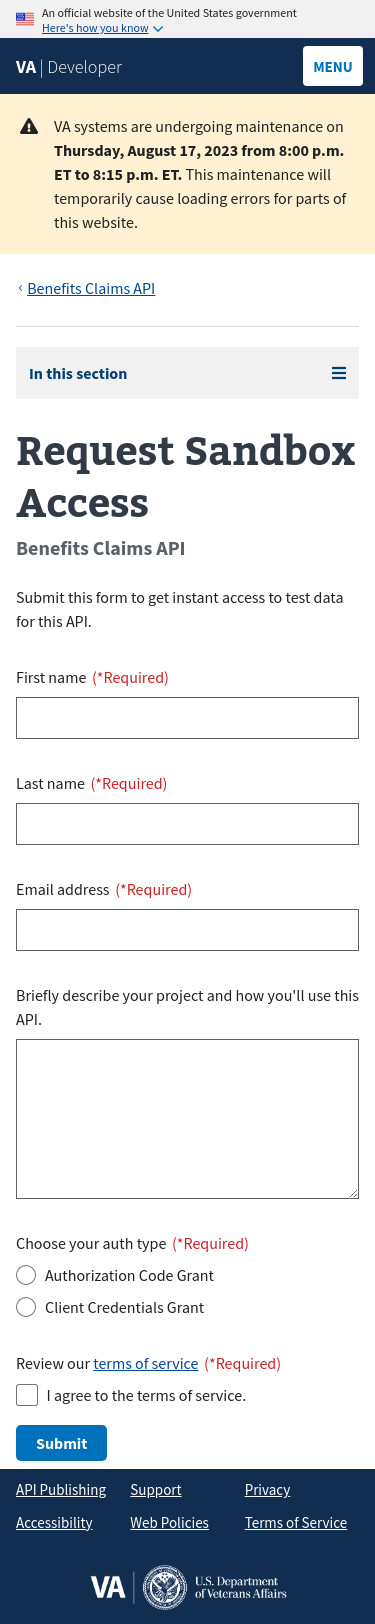 An official website of the United States government
Here's how you know
VA | Developer
MENU
VA systems are undergoing maintenance on
Thursday, August 17, 2023 from 8:00 p.m.
ET to 8:15 p.m. ET. This maintenance will
temporarily cause loading errors for parts of
this website.
‹ Benefits Claims API
In this section
Request Sandbox
Access
Benefits Claims API
Submit this form to get instant access to test data
for this API.
First name (*Required)
Last name (*Required)
Email address (*Required)
Briefly describe your project and how you'll use this
API.
Choose your auth type (*Required)
Authorization Code Grant
Client Credentials Grant
Review our terms of service (*Required)
I agree to the terms of service.
Submit
API Publishing Support Privacy
Accessibility Web Policies Terms of Service
VA | U.S. Department
of Veterans Affairs